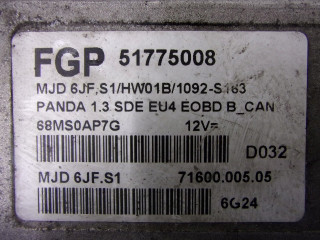 FGP 51775008
MJD 6JF.S1/HW01B/1092-S163
PANDA 1.3 SDE EU4 EOBD B_CAN
68MS0AP7G 12V=
D032
MJD 6JF.S1 71600.005.05
6G24